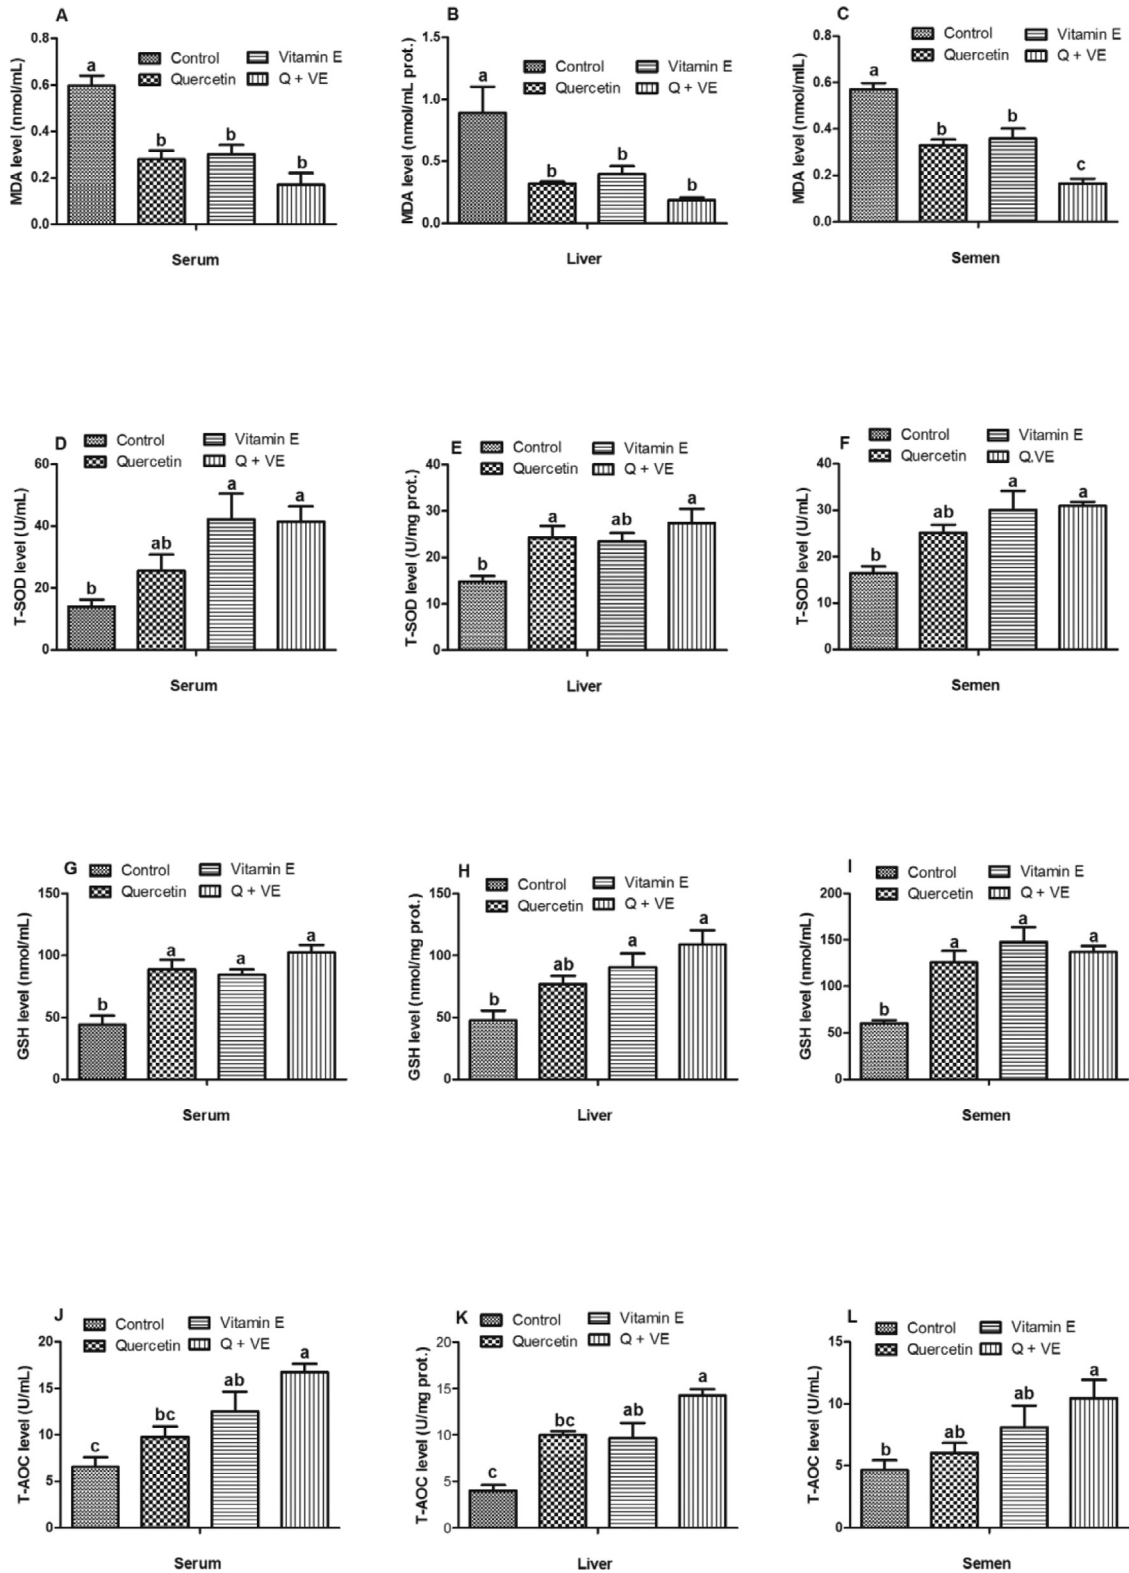 A
Control
Vitamin E
Quercetin
Q + VE
MDA level (nmol/mL)
0.8
0.6
0.4
0.2
0.0
a
b
b
b
Serum
B
Control
Vitamin E
Quercetin
Q + VE
MDA level (nmol/mL prot.)
1.5
1.0
0.5
0.0
a
b
b
b
Liver
C
Control
Vitamin E
Quercetin
Q + VE
MDA level (nmol/mlL)
0.8
0.6
0.4
0.2
0.0
a
b
b
c
Semen
D
Control
Vitamin E
Quercetin
Q + VE
T-SOD level (U/mL)
60
40
20
0
b
ab
a
a
Serum
E
Control
Vitamin E
Quercetin
Q + VE
T-SOD level (U/mg prot.)
40
30
20
10
0
b
a
ab
a
Liver
F
Control
Vitamin E
Quercetin
Q.VE
T-SOD level (U/mL)
40
30
20
10
0
b
ab
a
a
Semen
G
Control
Vitamin E
Quercetin
Q + VE
GSH level (nmol/mL)
150
100
50
0
b
a
a
a
Serum
H
Control
Vitamin E
Quercetin
Q + VE
GSH level (nmol/mg prot.)
150
100
50
0
b
ab
a
a
Liver
I
Control
Vitamin E
Quercetin
Q + VE
GSH level (nmol/mL)
200
150
100
50
0
b
a
a
a
Semen
J
Control
Vitamin E
Quercetin
Q + VE
T-AOC level (U/mL)
20
15
10
5
0
c
bc
ab
a
Serum
K
Control
Vitamin E
Quercetin
Q + VE
T-AOC level (U/mg prot.)
20
15
10
5
0
c
bc
ab
a
Liver
L
Control
Vitamin E
Quercetin
Q + VE
T-AOC level (U/mL)
15
10
5
0
b
ab
ab
a
Semen